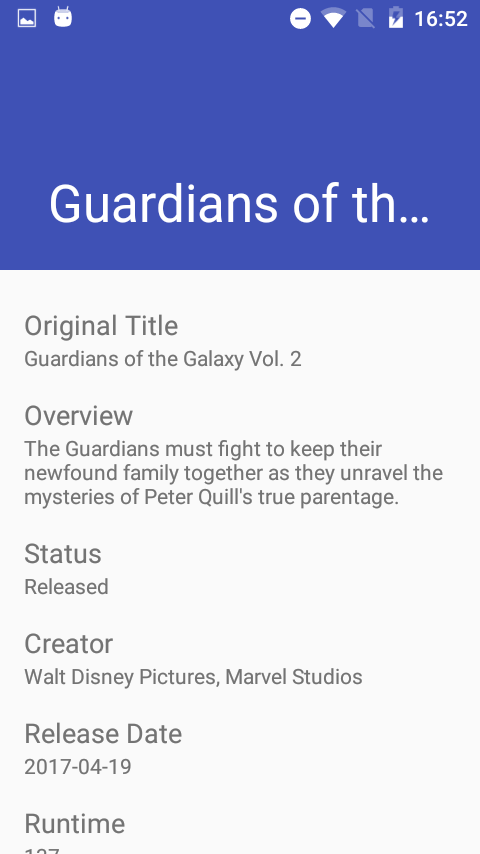 16:52
Guardians of th...
Original Title
Guardians of the Galaxy Vol. 2
Overview
The Guardians must fight to keep their
newfound family together as they unravel the
mysteries of Peter Quill's true parentage.
Status
Released
Creator
Walt Disney Pictures, Marvel Studios
Release Date
2017-04-19
Runtime